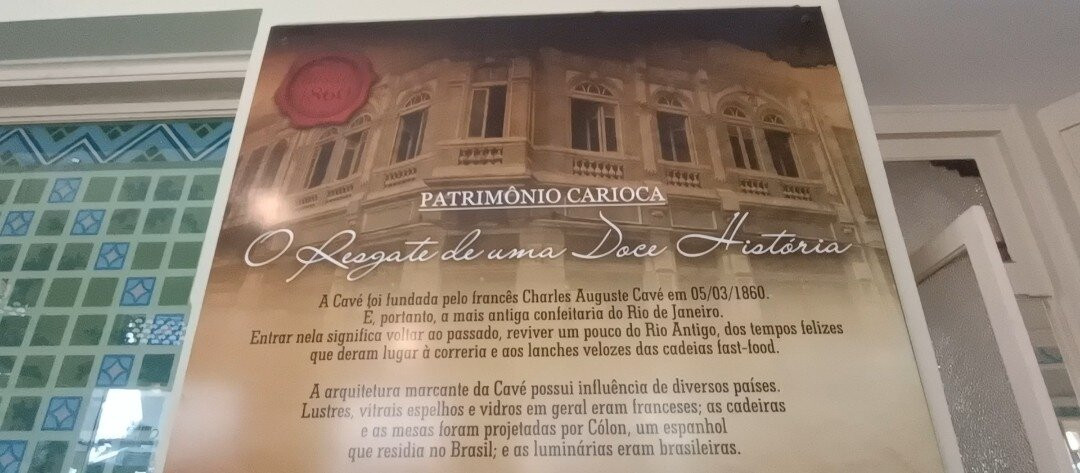 PATRIMÔNIO CARIOCA
O Resgate de uma Doce História
A Cavé foi fundada pelo francês Charles Auguste Cavé em 05/03/1860.
E, portanto, a mais antiga confeitaria do Rio de Janeiro.
Entrar nela significa voltar ao passado, reviver um pouco do Rio Antigo, dos tempos felizes
que deram lugar à correria e aos lanches velozes das cadeias fast-food.
A arquitetura marcante da Cavé possui influência de diversos países.
Lustres, vitrais espelhos e vidros em geral eram franceses; as cadeiras
e as mesas foram projetadas por Cólon, um espanhol
que residia no Brasil; e as luminárias eram brasileiras.